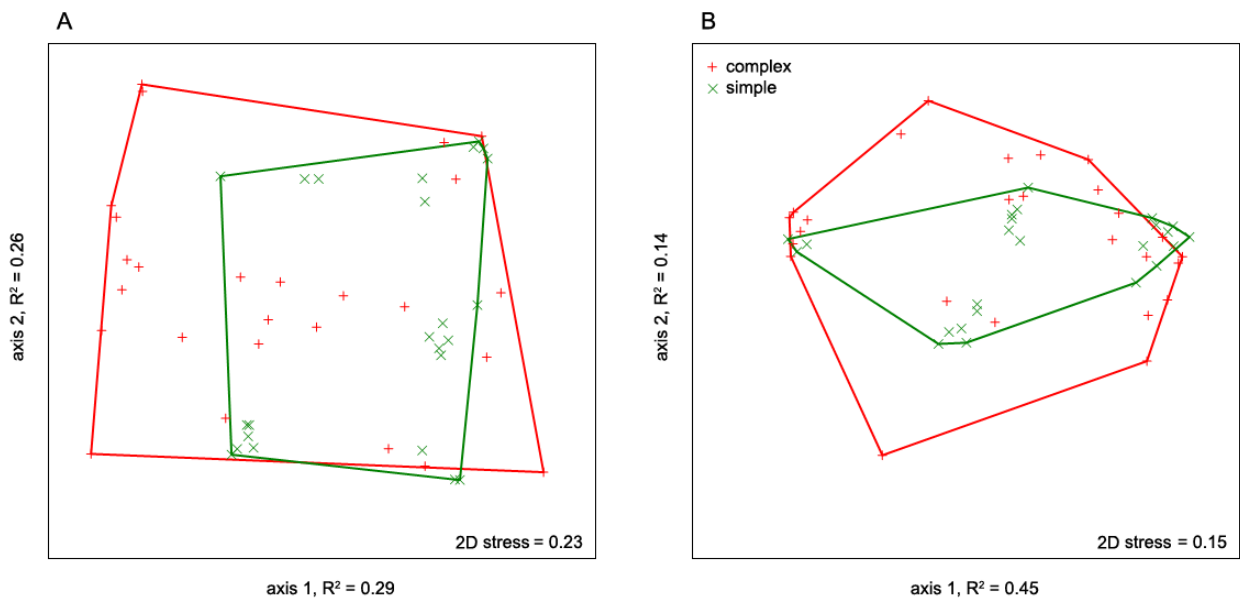 A
B
complex
simple
axis 2, R² = 0.26
axis 2, R² = 0.14
2D stress = 0.23
2D stress = 0.15
axis 1, R² = 0.29
axis 1, R² = 0.45